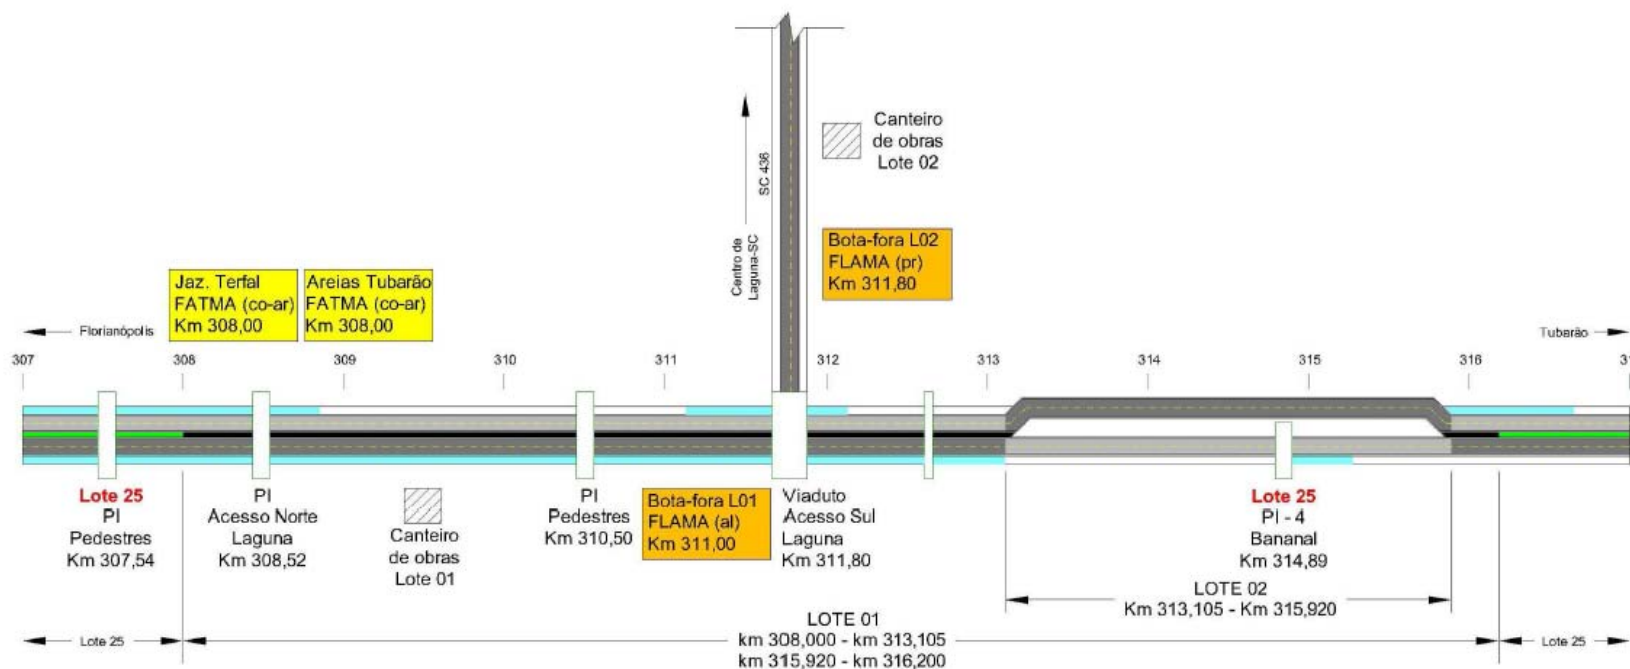 Canteiro
de obras
Lote 02
SC 436
Centro de
Laguna-SC
Bota-fora L02
FLAMA (pr)
Km 311,80
Jaz. Terfal
FATMA (co-ar)
Km 308,00
Areias Tubarão
FATMA (co-ar)
Km 308,00
Florianópolis
Tubarão
307 308 309 310 311 312 313 314 315 316
Lote 25
PI
Pedestres
Km 307,54
PI
Acesso Norte
Laguna
Km 308,52
Canteiro
de obras
Lote 01
PI
Pedestres
Km 310,50
Bota-fora L01
FLAMA (al)
Km 311,00
Viaduto
Acesso Sul
Laguna
Km 311,80
Lote 25
PI - 4
Bananal
Km 314,89
LOTE 02
Km 313,105 - Km 315,920
LOTE 01
km 308,000 - km 313,105
km 315,920 - km 316,200
Lote 25
Lote 25